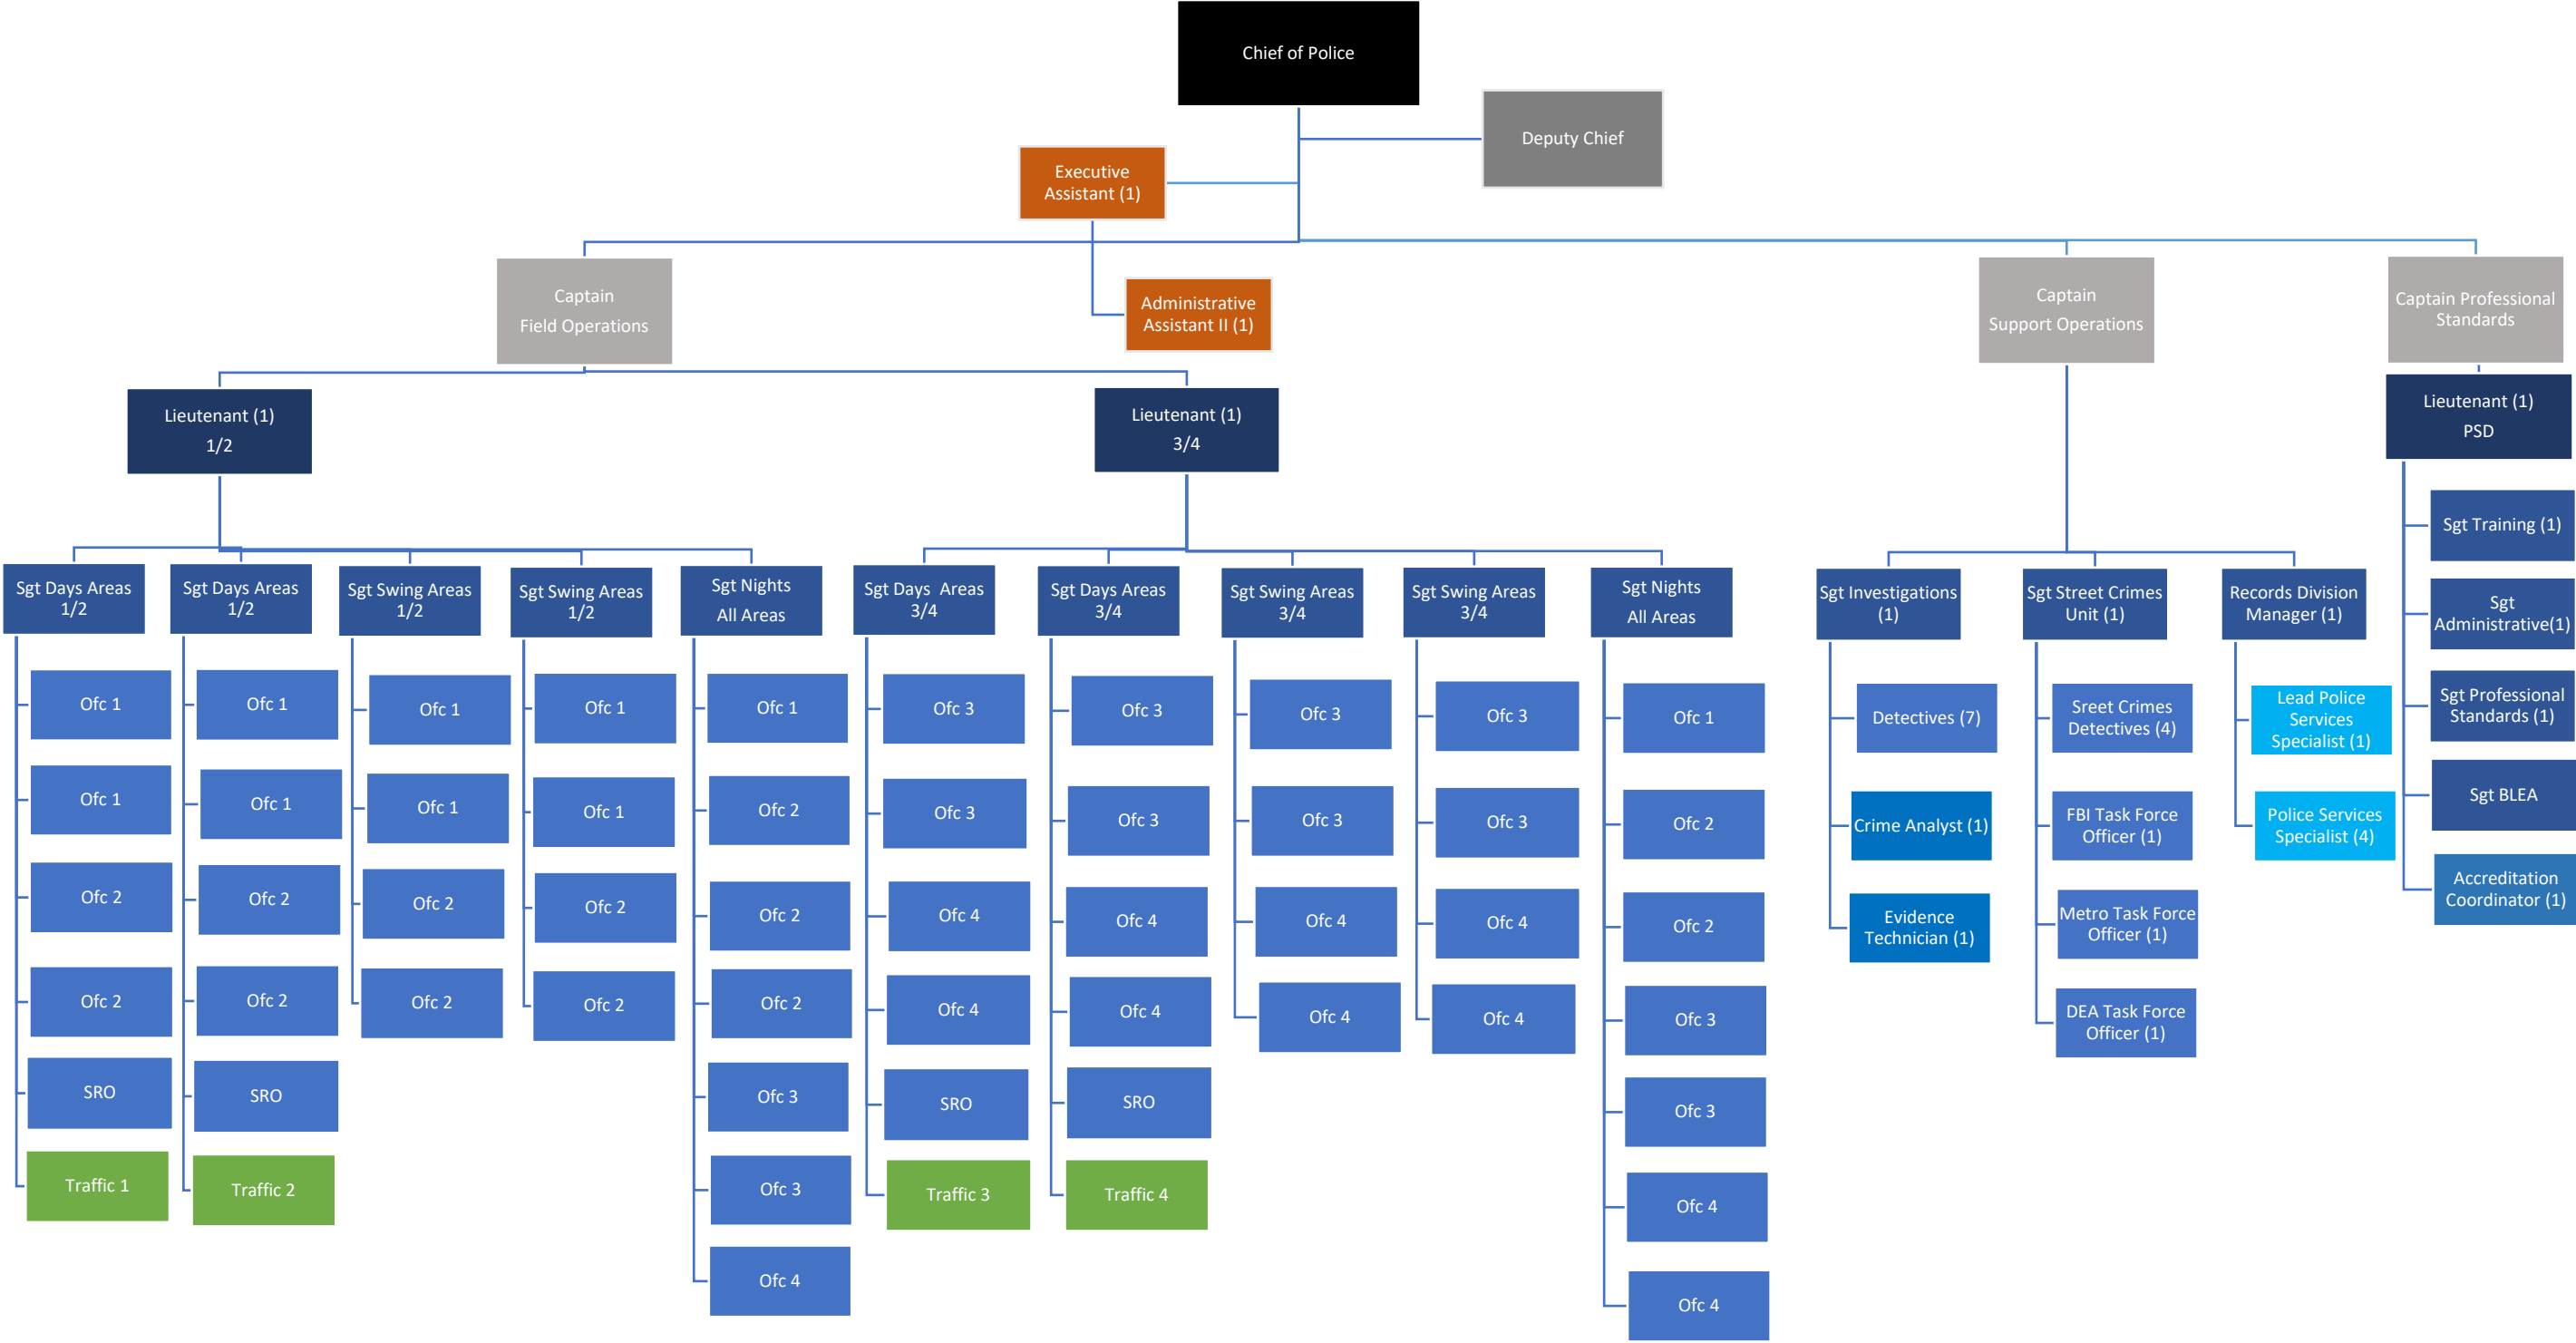 Chief of Police
Deputy Chief
Executive
Assistant (1)
Administrative
Assistant II (1)
Captain
Field Operations
Captain
Support Operations
Captain Professional
Standards
Lieutenant (1)
1/2
Lieutenant (1)
3/4
Lieutenant (1)
PSD
Sgt Days Areas
1/2
Ofc 1
Ofc 1
Ofc 2
Ofc 2
SRO
Traffic 1
Sgt Days Areas
1/2
Ofc 1
Ofc 1
Ofc 2
Ofc 2
SRO
Traffic 2
Sgt Swing Areas
1/2
Ofc 1
Ofc 1
Ofc 2
Ofc 2
Sgt Swing Areas
1/2
Ofc 1
Ofc 1
Ofc 2
Ofc 2
Sgt Nights
All Areas
Ofc 1
Ofc 2
Ofc 2
Ofc 2
Ofc 3
Ofc 3
Ofc 4
Sgt Days Areas
3/4
Ofc 3
Ofc 3
Ofc 4
Ofc 4
SRO
Traffic 3
Sgt Days Areas
3/4
Ofc 3
Ofc 3
Ofc 4
Ofc 4
SRO
Traffic 4
Sgt Swing Areas
3/4
Ofc 3
Ofc 3
Ofc 4
Ofc 4
Sgt Swing Areas
3/4
Ofc 3
Ofc 3
Ofc 4
Ofc 4
Sgt Nights
All Areas
Ofc 1
Ofc 2
Ofc 2
Ofc 3
Ofc 3
Ofc 4
Ofc 4
Sgt Investigations
(1)
Detectives (7)
Crime Analyst (1)
Evidence
Technician (1)
Sgt Street Crimes
Unit (1)
Sreet Crimes
Detectives (4)
FBI Task Force
Officer (1)
Metro Task Force
Officer (1)
DEA Task Force
Officer (1)
Records Division
Manager (1)
Lead Police
Services
Specialist (1)
Police Services
Specialist (4)
Sgt Training (1)
Sgt
Administrative(1)
Sgt Professional
Standards (1)
Sgt BLEA
Accreditation
Coordinator (1)